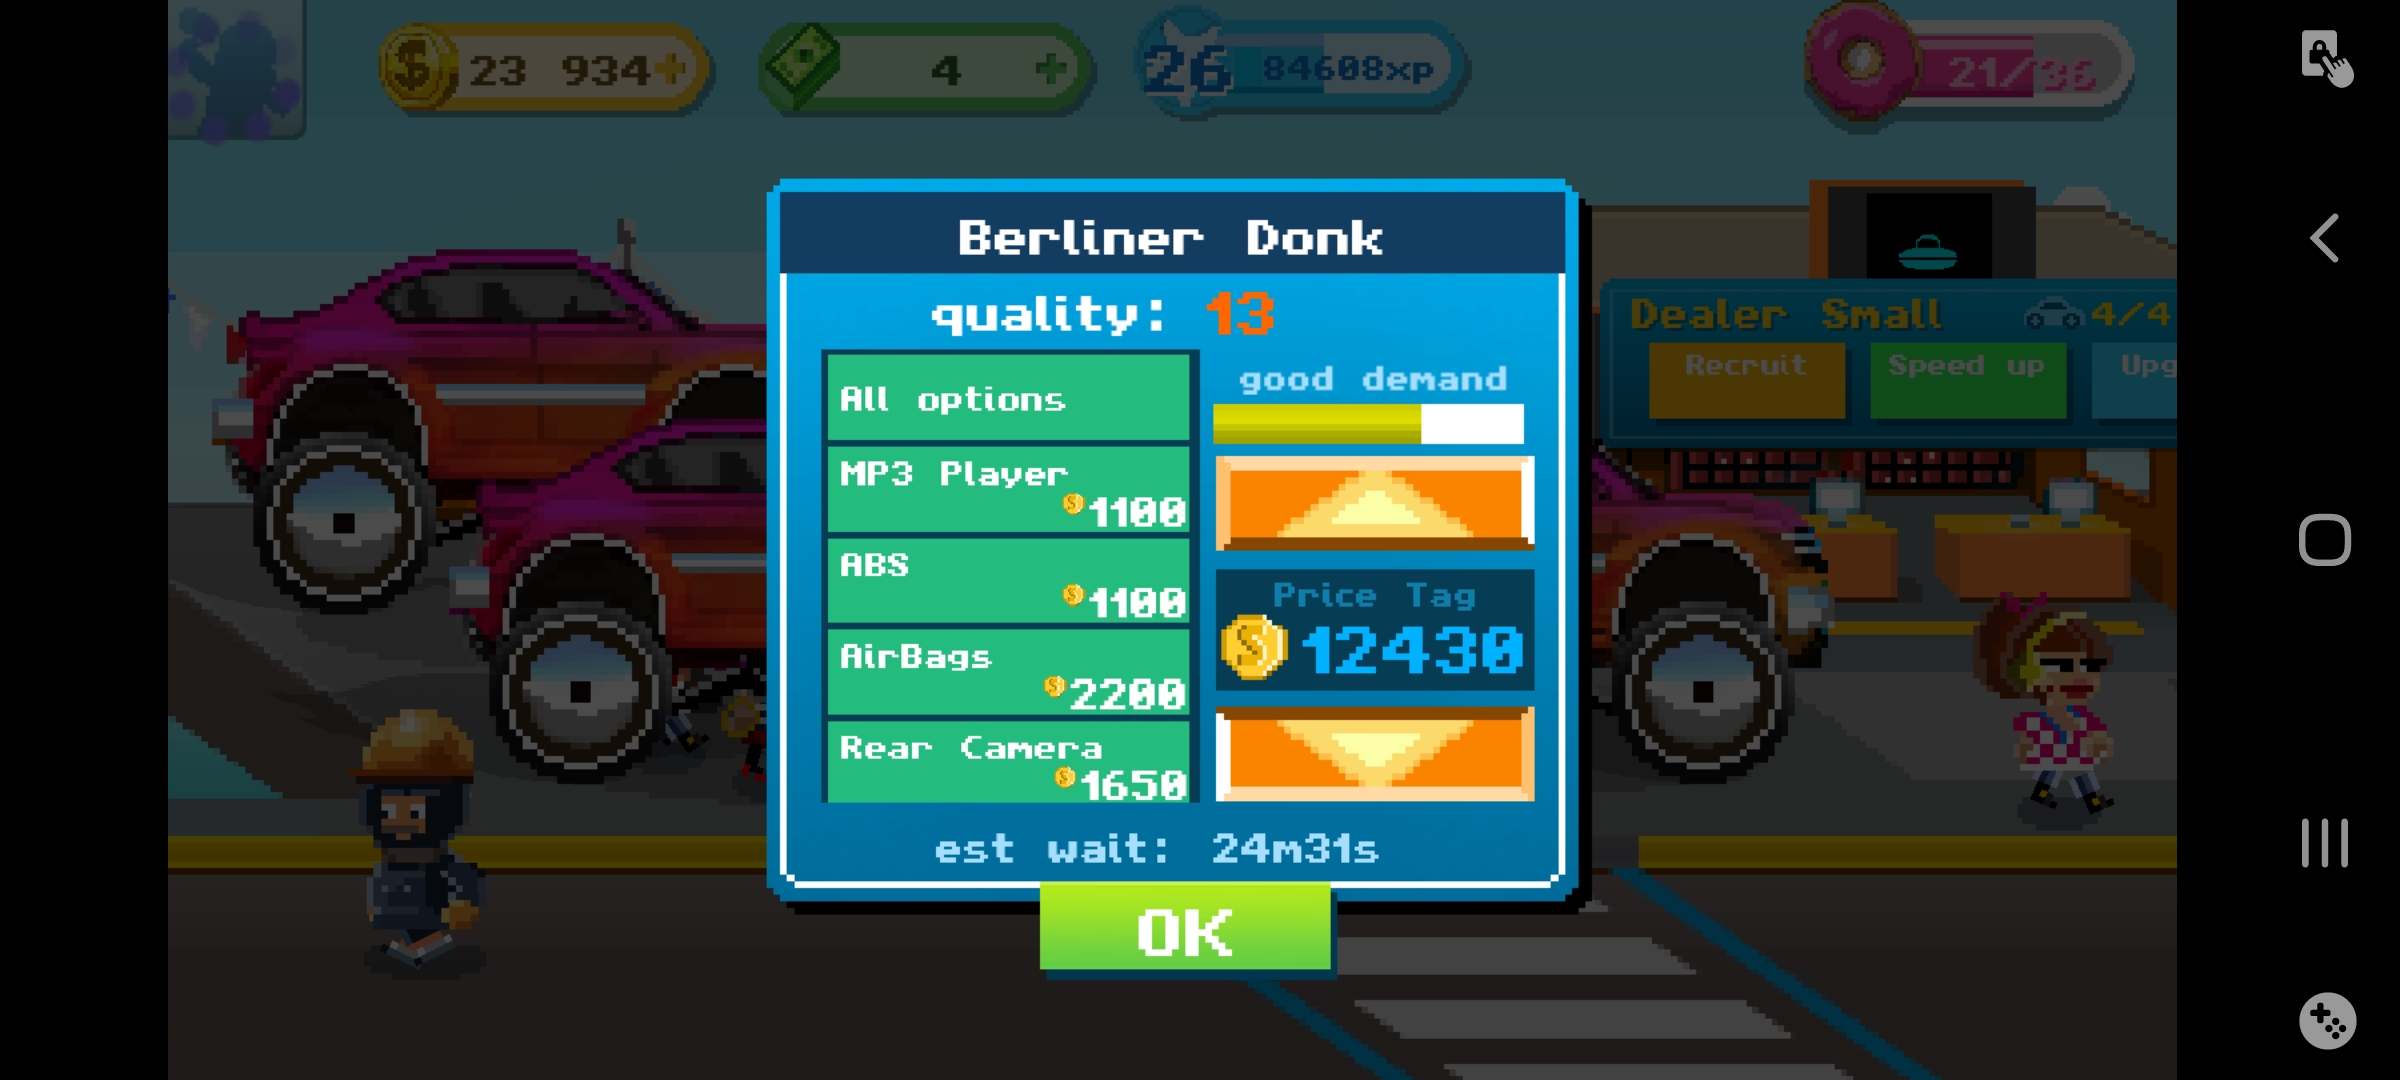 23 934
4
26 84608xp
21/36
Berliner Donk
quality: 13
All options
MP3 Player
1100
ABS
1100
AirBags
2200
Rear Camera
1650
good demand
Price Tag
12430
est wait: 24m31s
OK
Dealer Small 4/4
Recruit
Speed up
Upg